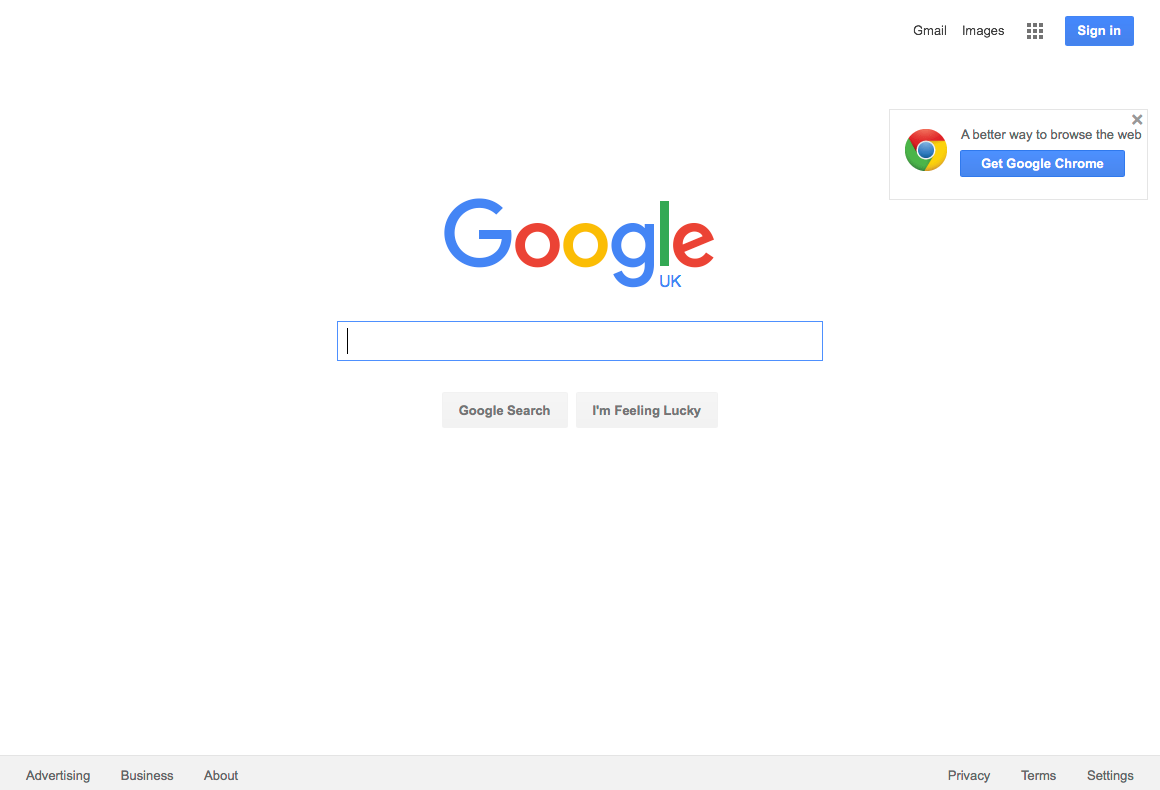 Gmail Images Sign in
A better way to browse the web
Get Google Chrome
Google
UK
Google Search I'm Feeling Lucky
Advertising Business About Privacy Terms Settings